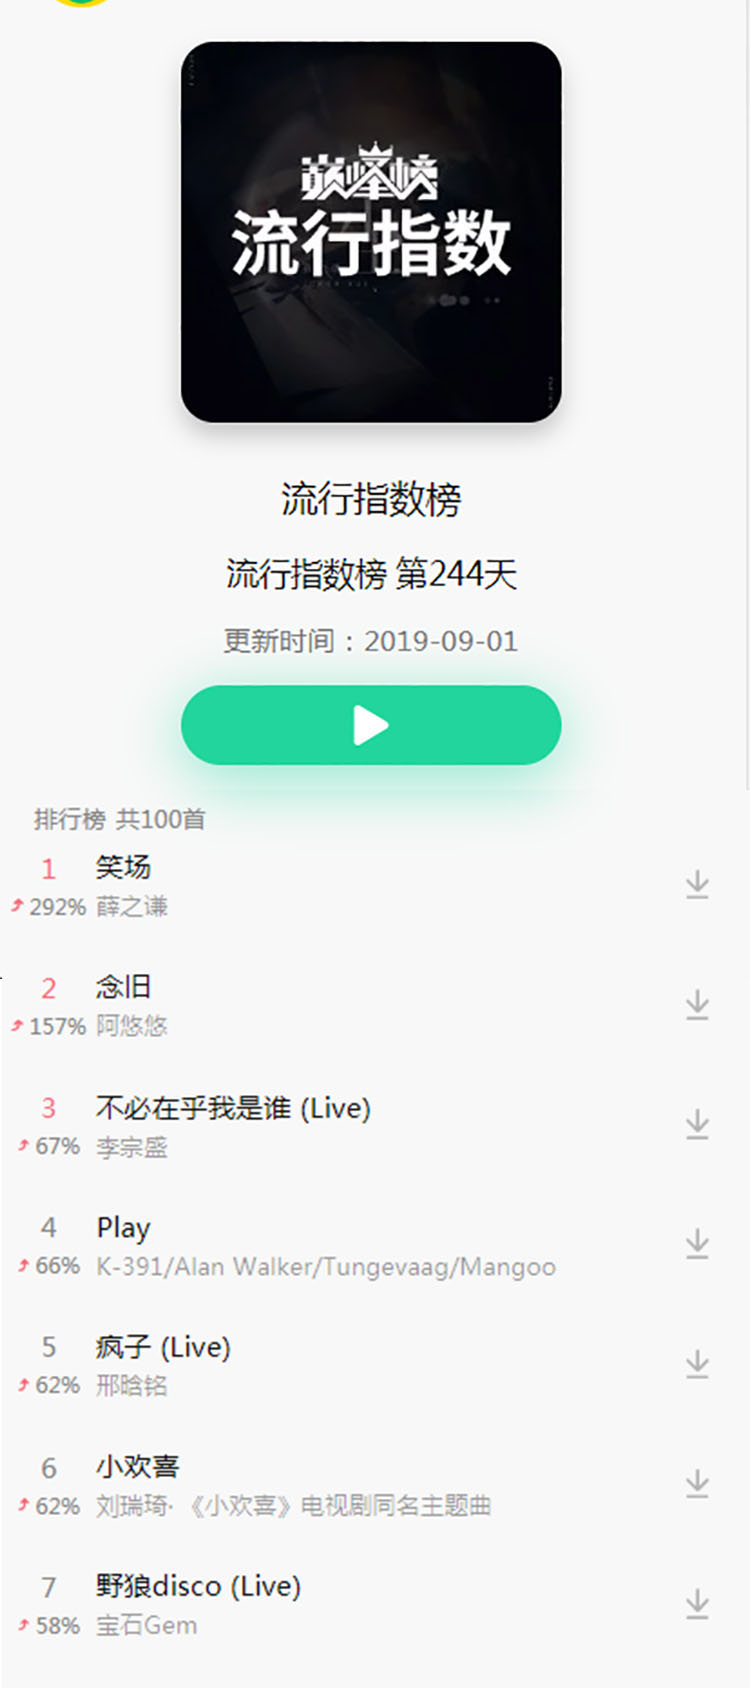 巅峰榜
流行指数
流行指数榜
流行指数榜 第244天
更新时间：2019-09-01
排行榜 共100首
1 笑场
292% 薛之谦
2 念旧
157% 阿悠悠
3 不必在乎我是谁 (Live)
67% 李宗盛
4 Play
66% K-391/Alan Walker/Tungevaag/Mangoo
5 疯子 (Live)
62% 邢晗铭
6 小欢喜
62% 刘瑞琦· 《小欢喜》电视剧同名主题曲
7 野狼disco (Live)
58% 宝石Gem